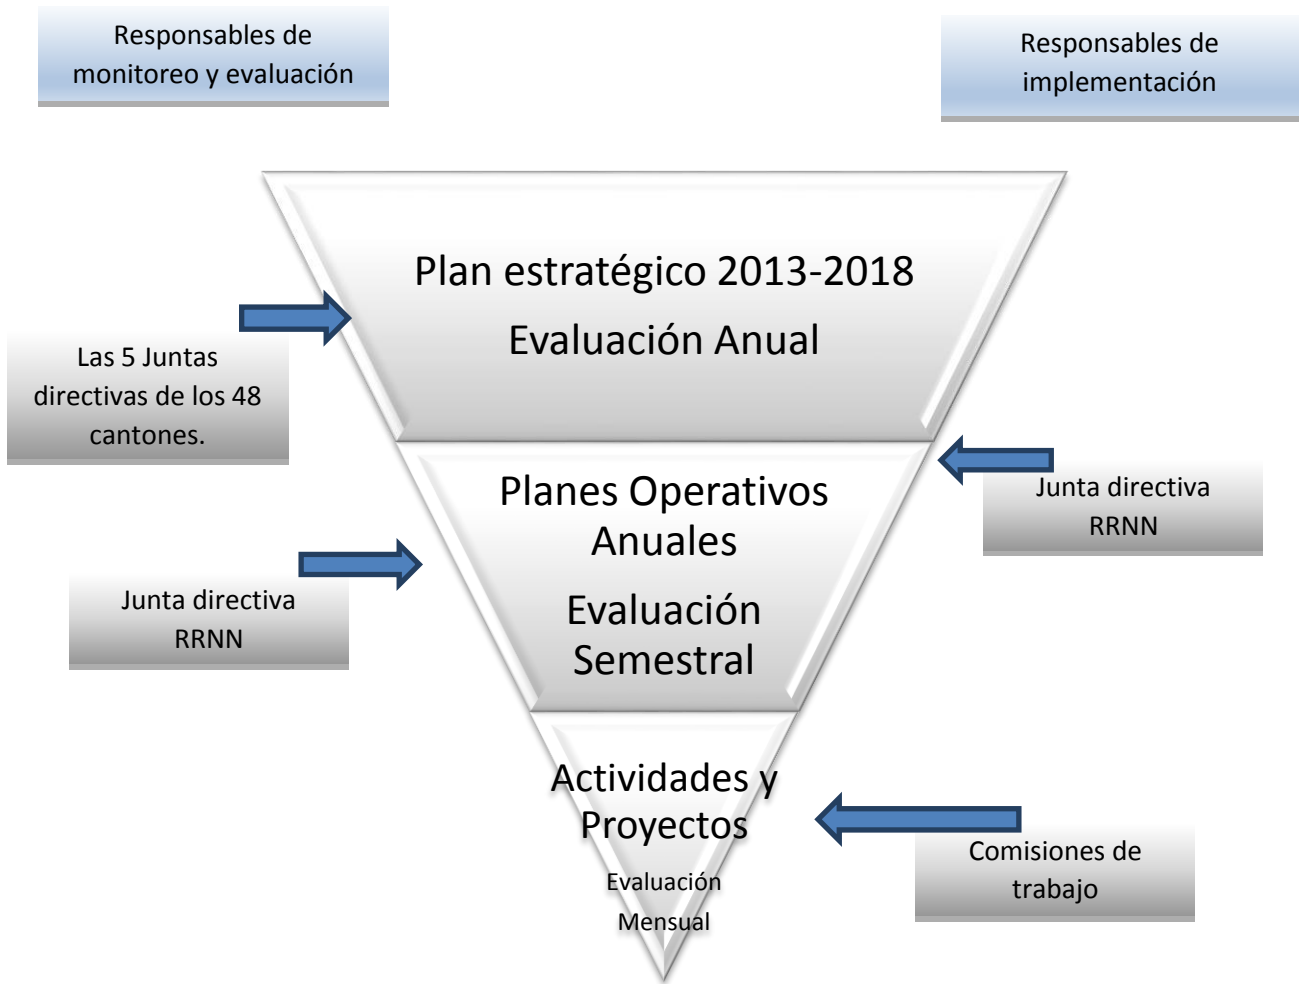 Responsables de
monitoreo y evaluación
Responsables de
implementación
Plan estratégico 2013-2018
Evaluación Anual
Las 5 Juntas
directivas de los 48
cantones.
Planes Operativos
Anuales
Evaluación
Semestral
Junta directiva
RRNN
Junta directiva
RRNN
Actividades y
Proyectos
Evaluación
Mensual
Comisiones de
trabajo